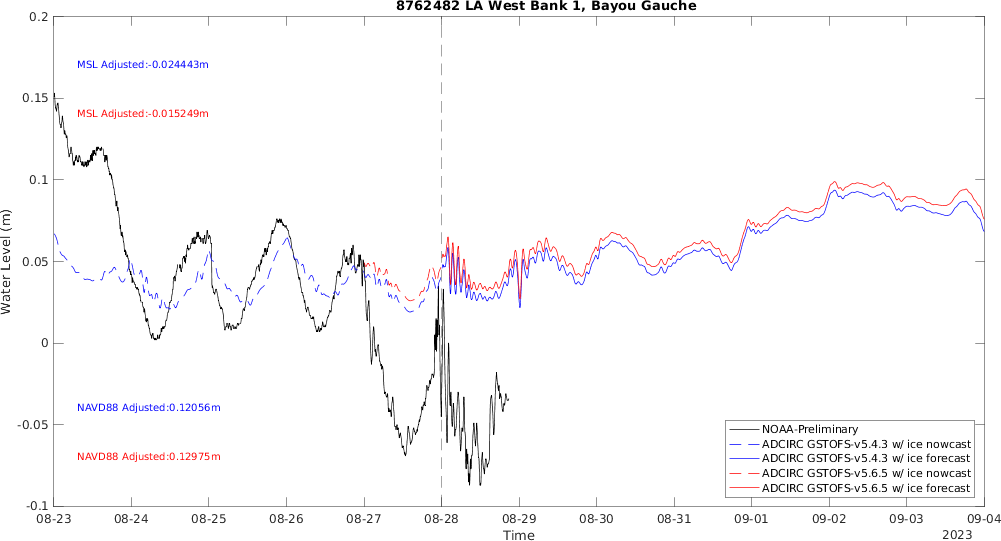 8762482 LA West Bank 1, Bayou Gauche
0.2
0.15
0.1
0.05
0
-0.05
-0.1
Water Level (m)
MSL Adjusted:-0.024443m
MSL Adjusted:-0.015249m
NAVD88 Adjusted:0.12056m
NAVD88 Adjusted:0.12975m
NOAA-Preliminary
ADCIRC GSTOFS-v5.4.3 w/ ice nowcast
ADCIRC GSTOFS-v5.4.3 w/ ice forecast
ADCIRC GSTOFS-v5.6.5 w/ ice nowcast
ADCIRC GSTOFS-v5.6.5 w/ ice forecast
08-23 08-24 08-25 08-26 08-27 08-28 08-29 08-30 08-31 09-01 09-02 09-03 09-04
Time
2023